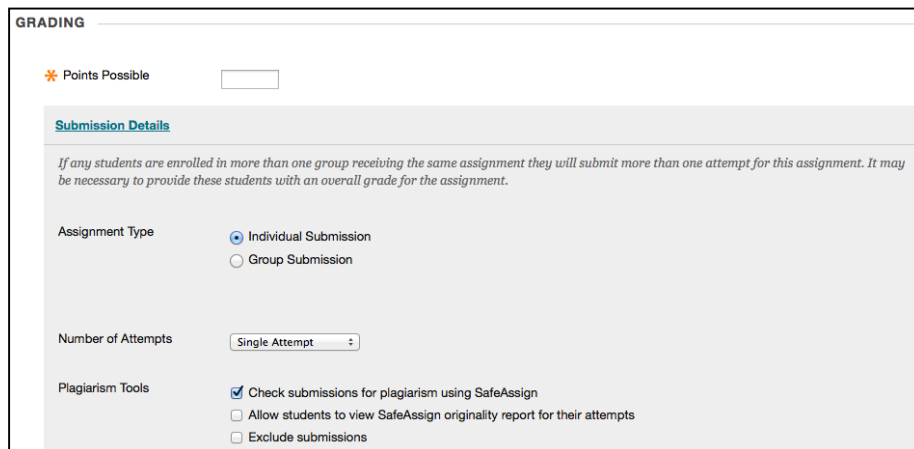 GRADING
* Points Possible
Submission Details
If any students are enrolled in more than one group receiving the same assignment they will submit more than one attempt for this assignment. It may
be necessary to provide these students with an overall grade for the assignment.
Assignment Type
Individual Submission
Group Submission
Number of Attempts
Single Attempt
Plagiarism Tools
Check submissions for plagiarism using SafeAssign
Allow students to view SafeAssign originality report for their attempts
Exclude submissions